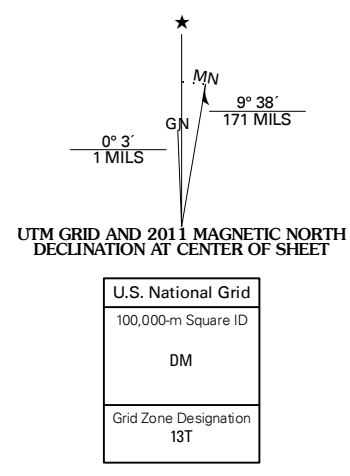 MN
GN
9° 38´
171 MILS
0° 3´
1 MILS
UTM GRID AND 2011 MAGNETIC NORTH
DECLINATION AT CENTER OF SHEET
U.S. National Grid
100,000-m Square ID
DM
Grid Zone Designation
13T